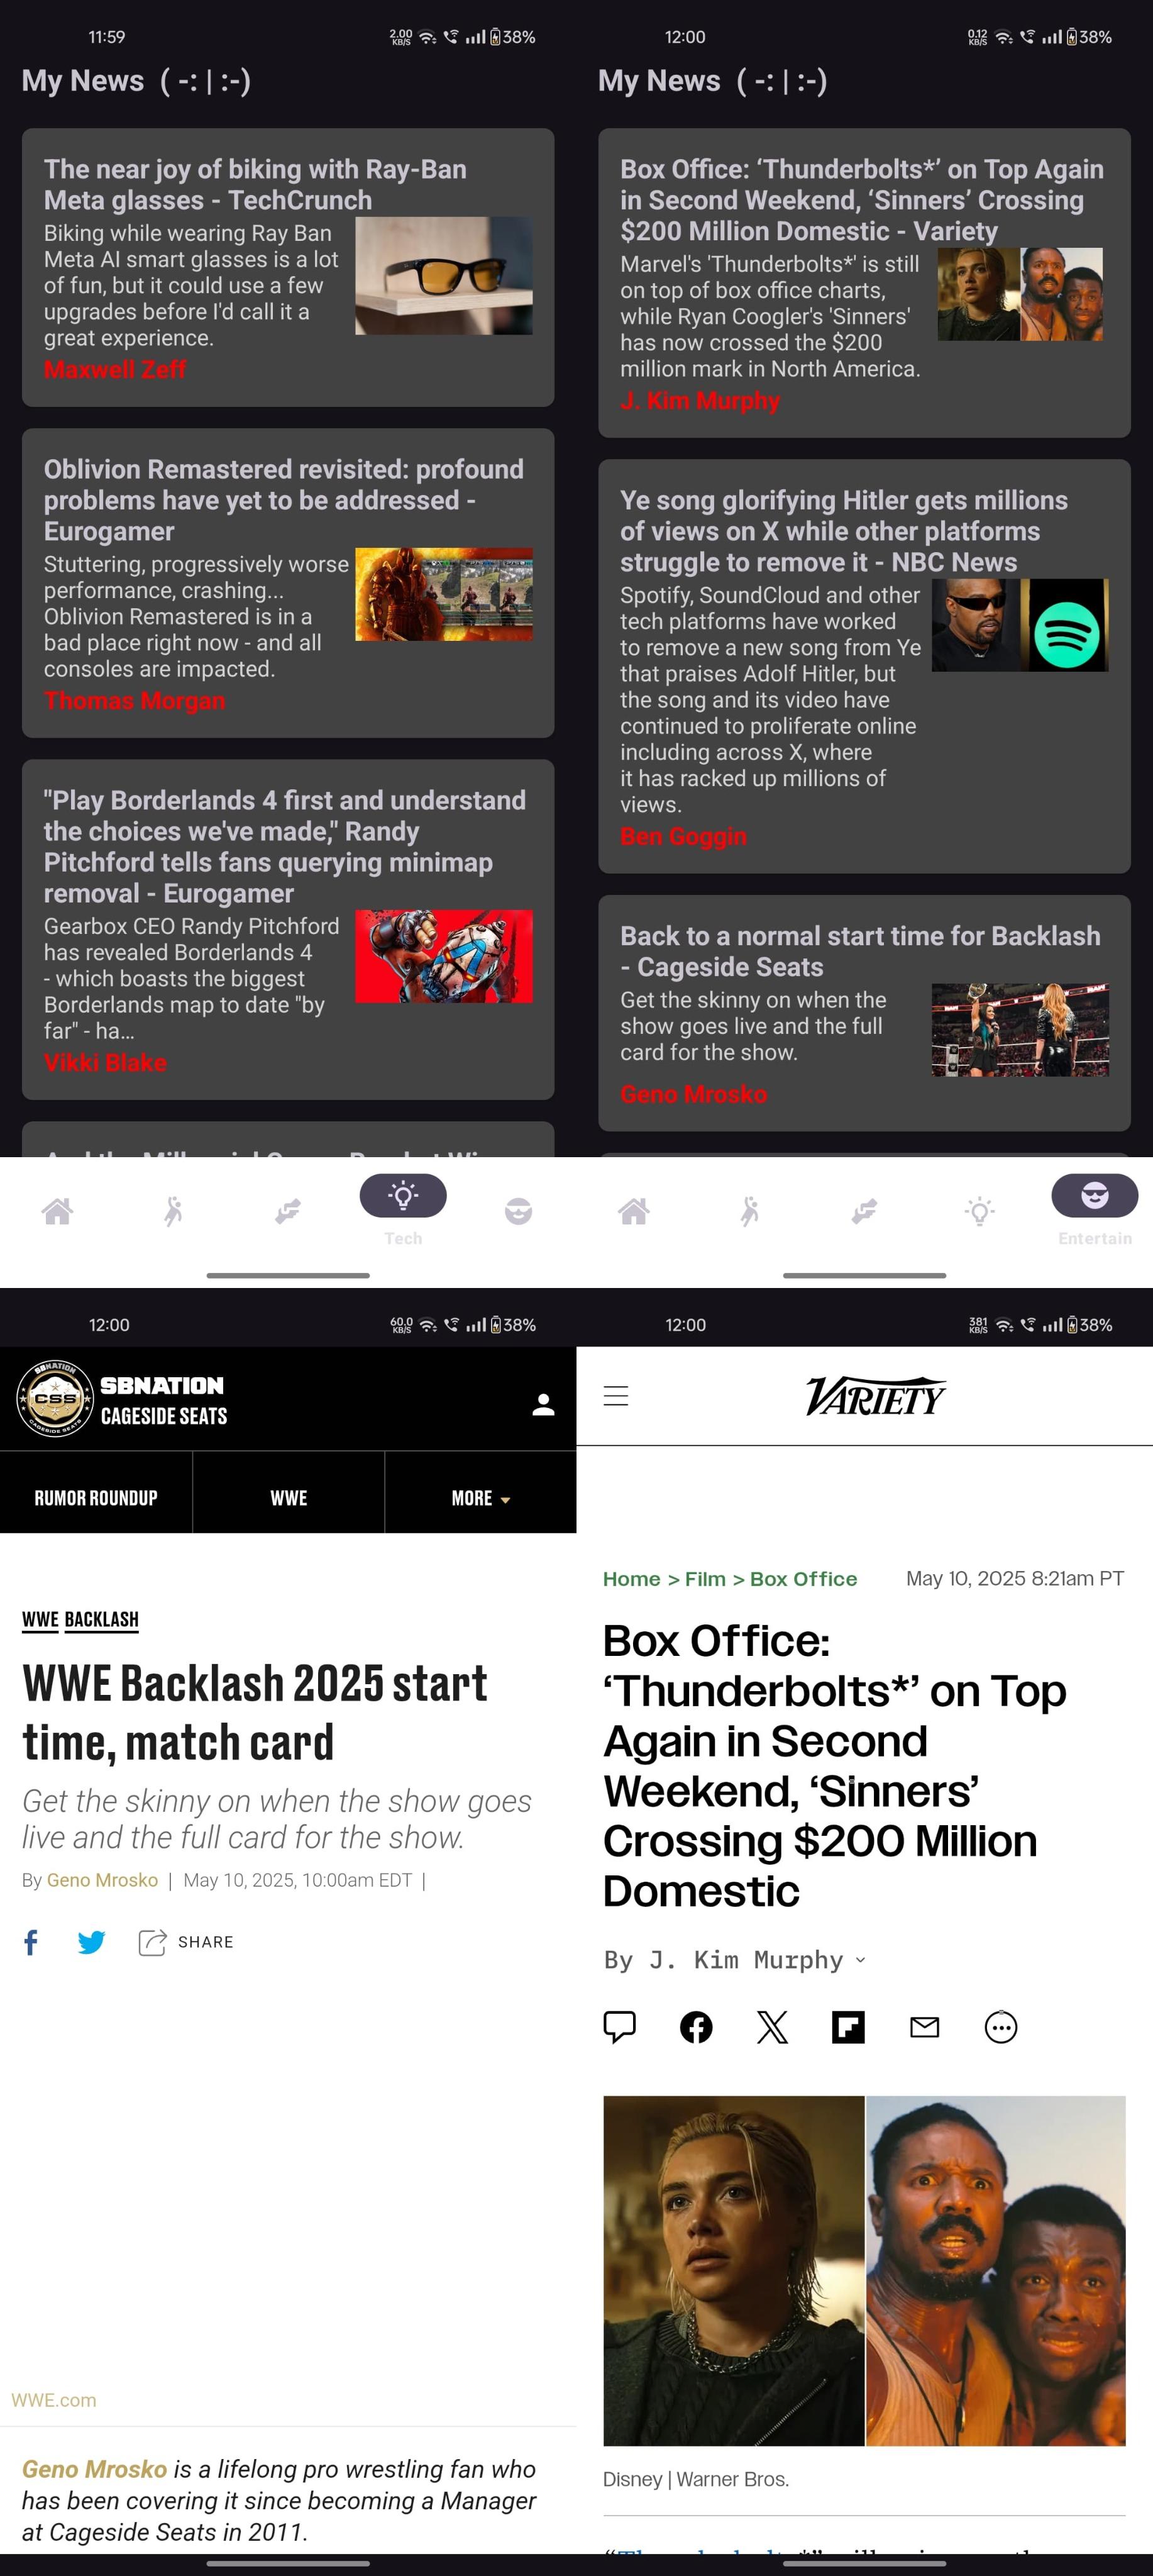 11:59
2.00
KB/S
38%
My News ( -: | :-)
The near joy of biking with Ray-Ban
Meta glasses - TechCrunch
Biking while wearing Ray Ban
Meta AI smart glasses is a lot
of fun, but it could use a few
upgrades before I'd call it a
great experience.
Maxwell Zeff
Oblivion Remastered revisited: profound
problems have yet to be addressed -
Eurogamer
Stuttering, progressively worse
performance, crashing...
Oblivion Remastered is in a
bad place right now - and all
consoles are impacted.
Thomas Morgan
"Play Borderlands 4 first and understand
the choices we've made," Randy
Pitchford tells fans querying minimap
removal - Eurogamer
Gearbox CEO Randy Pitchford
has revealed Borderlands 4
- which boasts the biggest
Borderlands map to date "by
far" - ha…
Vikki Blake
Tech
12:00
0.12
KB/S
38%
My News ( -: | :-)
Box Office: ‘Thunderbolts*’ on Top Again
in Second Weekend, ‘Sinners’ Crossing
$200 Million Domestic - Variety
Marvel's 'Thunderbolts*' is still
on top of box office charts,
while Ryan Coogler's 'Sinners'
has now crossed the $200
million mark in North America.
J. Kim Murphy
Ye song glorifying Hitler gets millions
of views on X while other platforms
struggle to remove it - NBC News
Spotify, SoundCloud and other
tech platforms have worked
to remove a new song from Ye
that praises Adolf Hitler, but
the song and its video have
continued to proliferate online
including across X, where
it has racked up millions of
views.
Ben Goggin
Back to a normal start time for Backlash
- Cageside Seats
Get the skinny on when the
show goes live and the full
card for the show.
Geno Mrosko
Entertain
12:00
60.0
KB/S
38%
SBNATION
CSS
CAGESIDE SEATS
SBNATION
CAGESIDE SEATS
RUMOR ROUNDUP
WWE
MORE
WWE BACKLASH
WWE Backlash 2025 start
time, match card
Get the skinny on when the show goes
live and the full card for the show.
By Geno Mrosko | May 10, 2025, 10:00am EDT |
SHARE
WWE.com
Geno Mrosko is a lifelong pro wrestling fan who
has been covering it since becoming a Manager
at Cageside Seats in 2011.
12:00
381
KB/S
38%
VARIETY
Home > Film > Box Office
May 10, 2025 8:21am PT
Box Office:
‘Thunderbolts*’ on Top
Again in Second
Weekend, ‘Sinners’
Crossing $200 Million
Domestic
By J. Kim Murphy
Disney | Warner Bros.